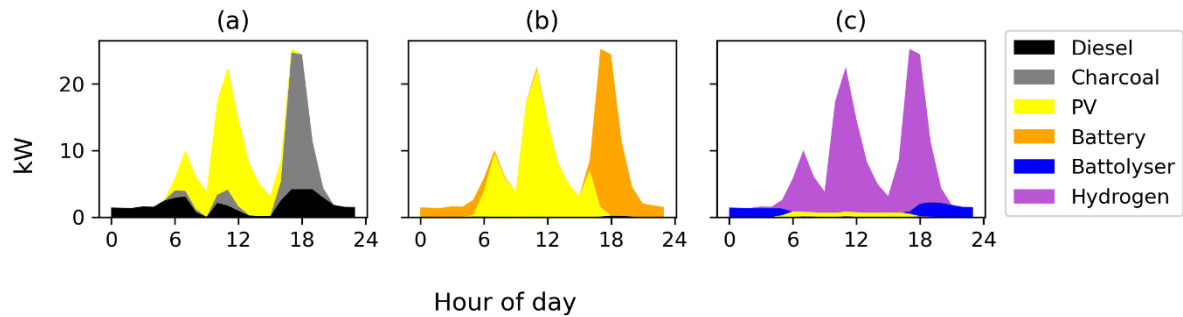 (a) (b) (c)
kW
20
10
0
0 6 12 18 24 0 6 12 18 24 0 6 12 18 24
Hour of day
Diesel
Charcoal
PV
Battery
Battolyser
Hydrogen